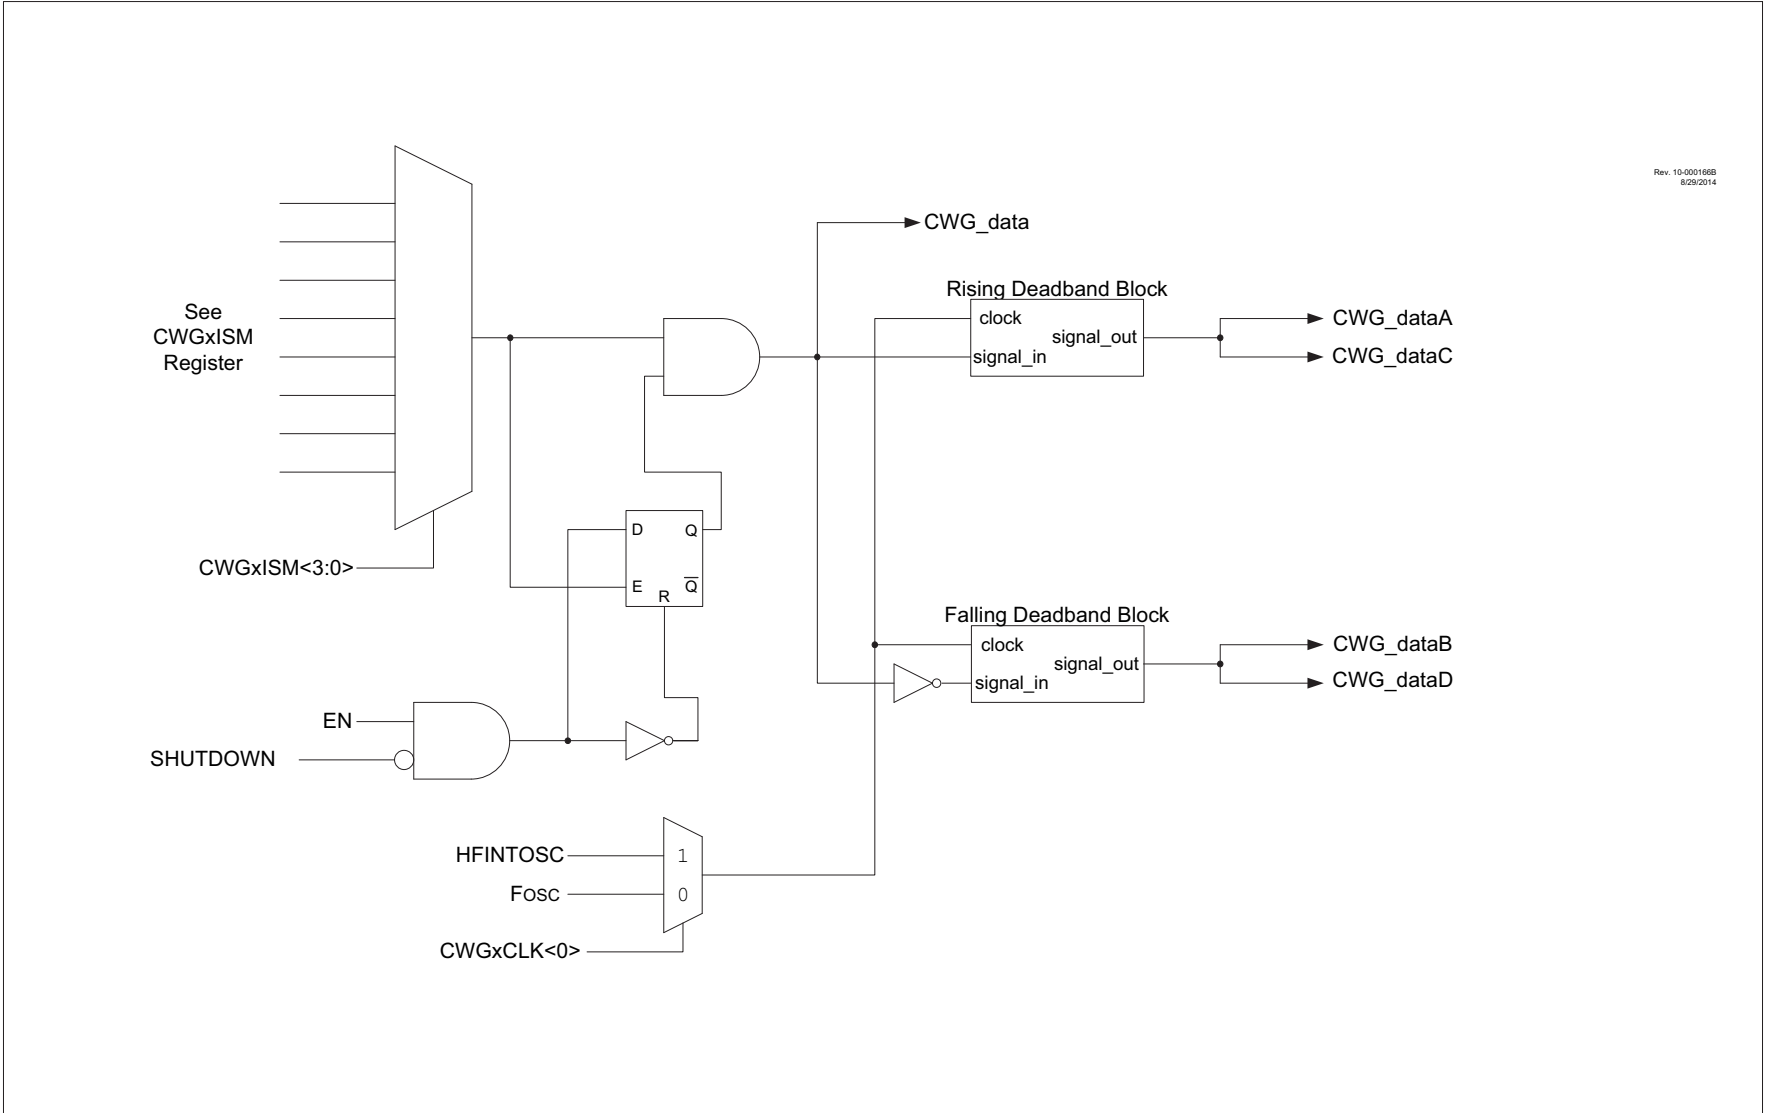 Rev. 10-000166B
8/29/2014
CWG_data
Rising Deadband Block
clock
signal_out
signal_in
CWG_dataA
CWG_dataC
See
CWGxISM
Register
CWGxISM<3:0>
D
Q
E
Q̅
R
Falling Deadband Block
clock
signal_out
signal_in
CWG_dataB
CWG_dataD
EN
SHUTDOWN
HFINTOSC
1
FOSC
0
CWGxCLK<0>